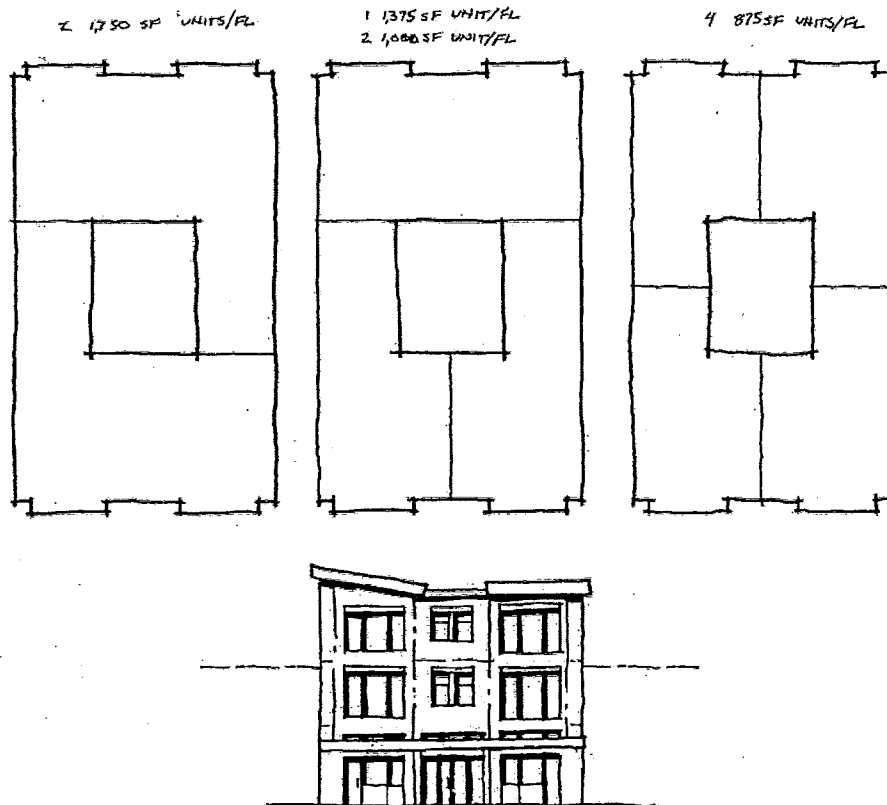 2 1,750 SF UNITS/FL
1 1,375 SF UNIT/FL
2 1,000 SF UNIT/FL
4 875 SF UNITS/FL